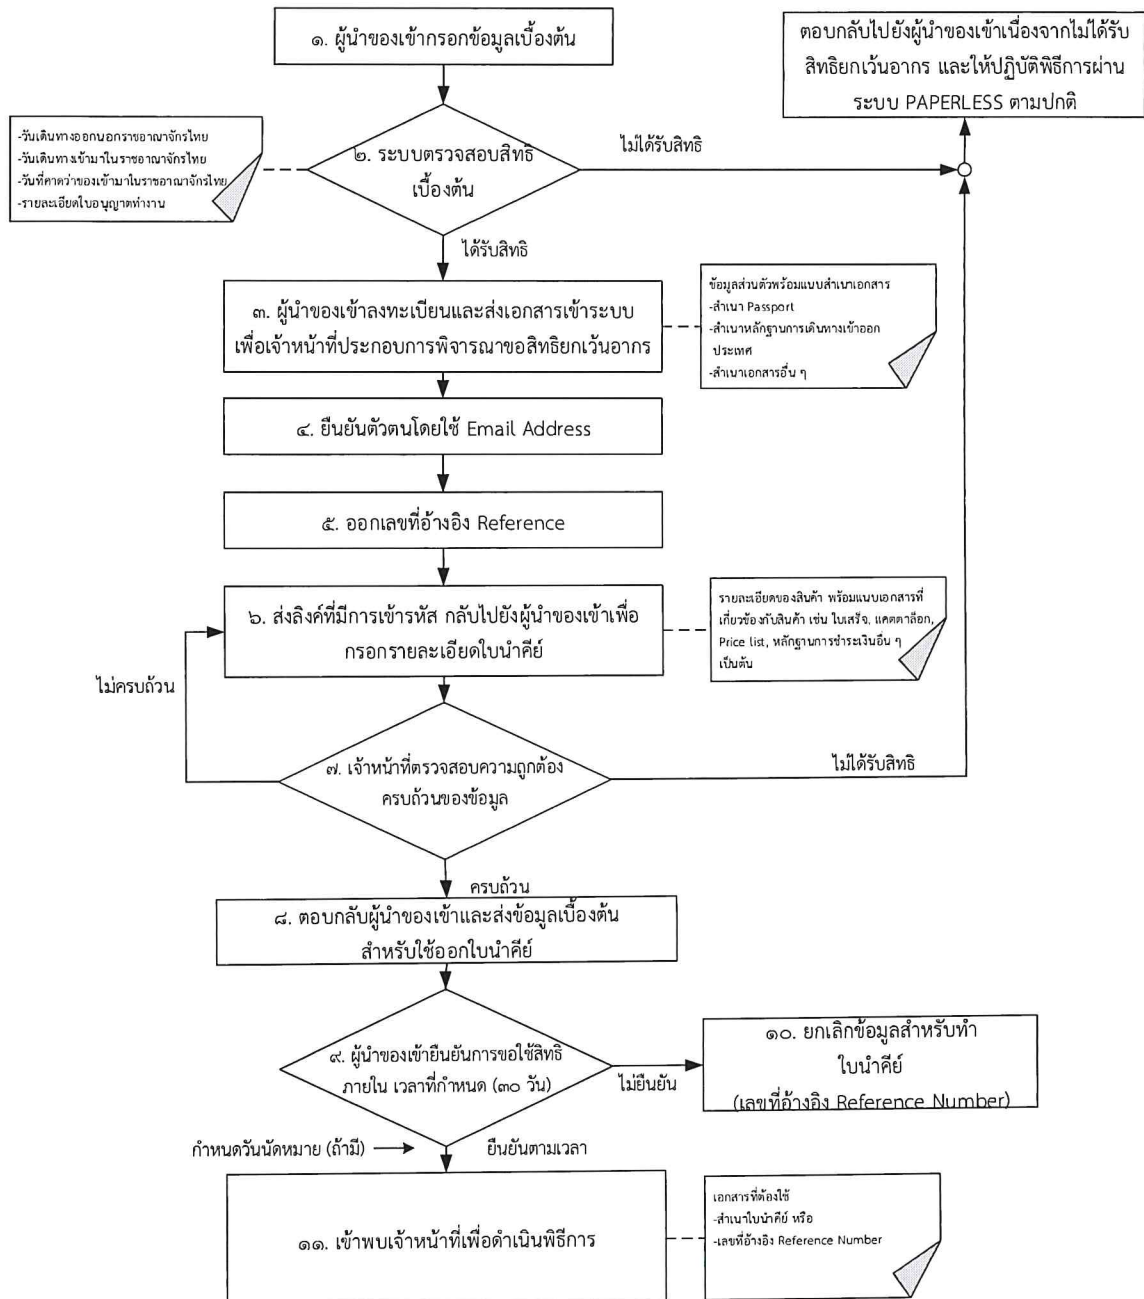 ๑. ผู้นำของเข้ากรอกข้อมูลเบื้องต้น
ตอบกลับไปยังผู้นำของเข้าเนื่องจากไม่ได้รับ
สิทธิยกเว้นอากร และให้ปฏิบัติพิธีการผ่าน
ระบบ PAPERLESS ตามปกติ
-วันเดินทางออกนอกราชอาณาจักรไทย
-วันเดินทางเข้ามาในราชอาณาจักรไทย
-วันที่คาดว่าของเข้ามาในราชอาณาจักรไทย
-รายละเอียดใบอนุญาตทำงาน
๒. ระบบตรวจสอบสิทธิ
เบื้องต้น
ไม่ได้รับสิทธิ
ได้รับสิทธิ
๓. ผู้นำของเข้าลงทะเบียนและส่งเอกสารเข้าระบบ
เพื่อเจ้าหน้าที่ประกอบการพิจารณาขอสิทธิยกเว้นอากร
ข้อมูลส่วนตัวพร้อมแนบสำเนาเอกสาร
-สำเนา Passport
-สำเนาหลักฐานการเดินทางเข้าออก
ประเทศ
-สำเนาเอกสารอื่น ๆ
๔. ยืนยันตัวตนโดยใช้ Email Address
๕. ออกเลขที่อ้างอิง Reference
๖. ส่งลิงค์ที่มีการเข้ารหัส กลับไปยังผู้นำของเข้าเพื่อ
กรอกรายละเอียดใบนำคีย์
รายละเอียดของสินค้า พร้อมแนบเอกสารที่
เกี่ยวข้องกับสินค้า เช่น ใบเสร็จ, แคตตาล็อก,
Price list, หลักฐานการชำระเงินอื่น ๆ
เป็นต้น
ไม่ครบถ้วน
๗. เจ้าหน้าที่ตรวจสอบความถูกต้อง
ครบถ้วนของข้อมูล
ไม่ได้รับสิทธิ
ครบถ้วน
๘. ตอบกลับผู้นำของเข้าและส่งข้อมูลเบื้องต้น
สำหรับใช้ออกใบนำคีย์
๙. ผู้นำของเข้ายืนยันการขอใช้สิทธิ
ภายใน เวลาที่กำหนด (๓๐ วัน)
ไม่ยืนยัน
๑๐. ยกเลิกข้อมูลสำหรับทำ
ใบนำคีย์
(เลขที่อ้างอิง Reference Number)
กำหนดวันนัดหมาย (ถ้ามี)
ยืนยันตามเวลา
๑๑. เข้าพบเจ้าหน้าที่เพื่อดำเนินพิธีการ
เอกสารที่ต้องใช้
-สำเนาใบนำคีย์ หรือ
-เลขที่อ้างอิง Reference Number